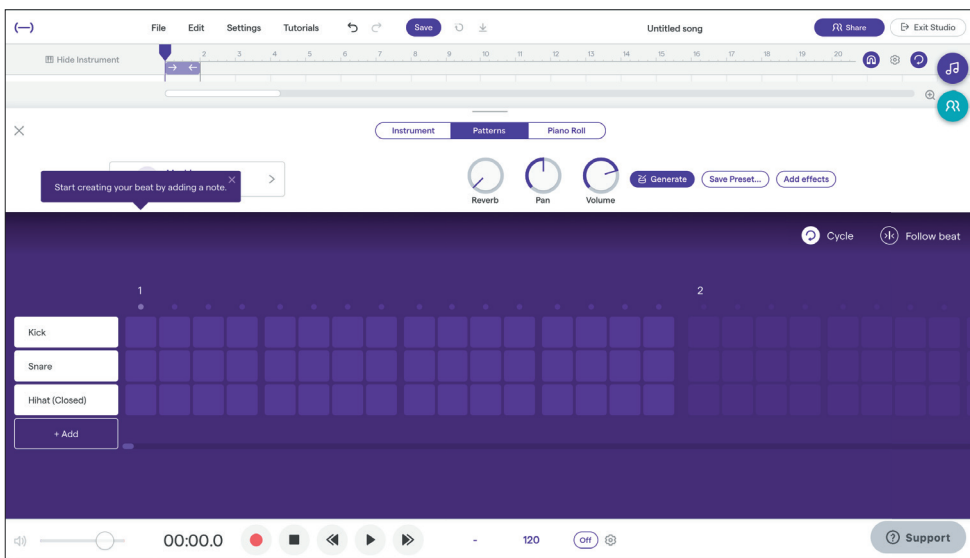 File Edit Settings Tutorials Save Untitled song Share Exit Studio
Hide Instrument 2 3 4 5 6 7 8 9 10 11 12 13 14 15 16 17 18 19 20
Instrument Patterns Piano Roll
Start creating your beat by adding a note.
Generate Save Preset... Add effects
Reverb Pan Volume
Cycle Follow beat
1 2
Kick
Snare
Hihat (Closed)
+ Add
00:00.0 - 120 Off Support